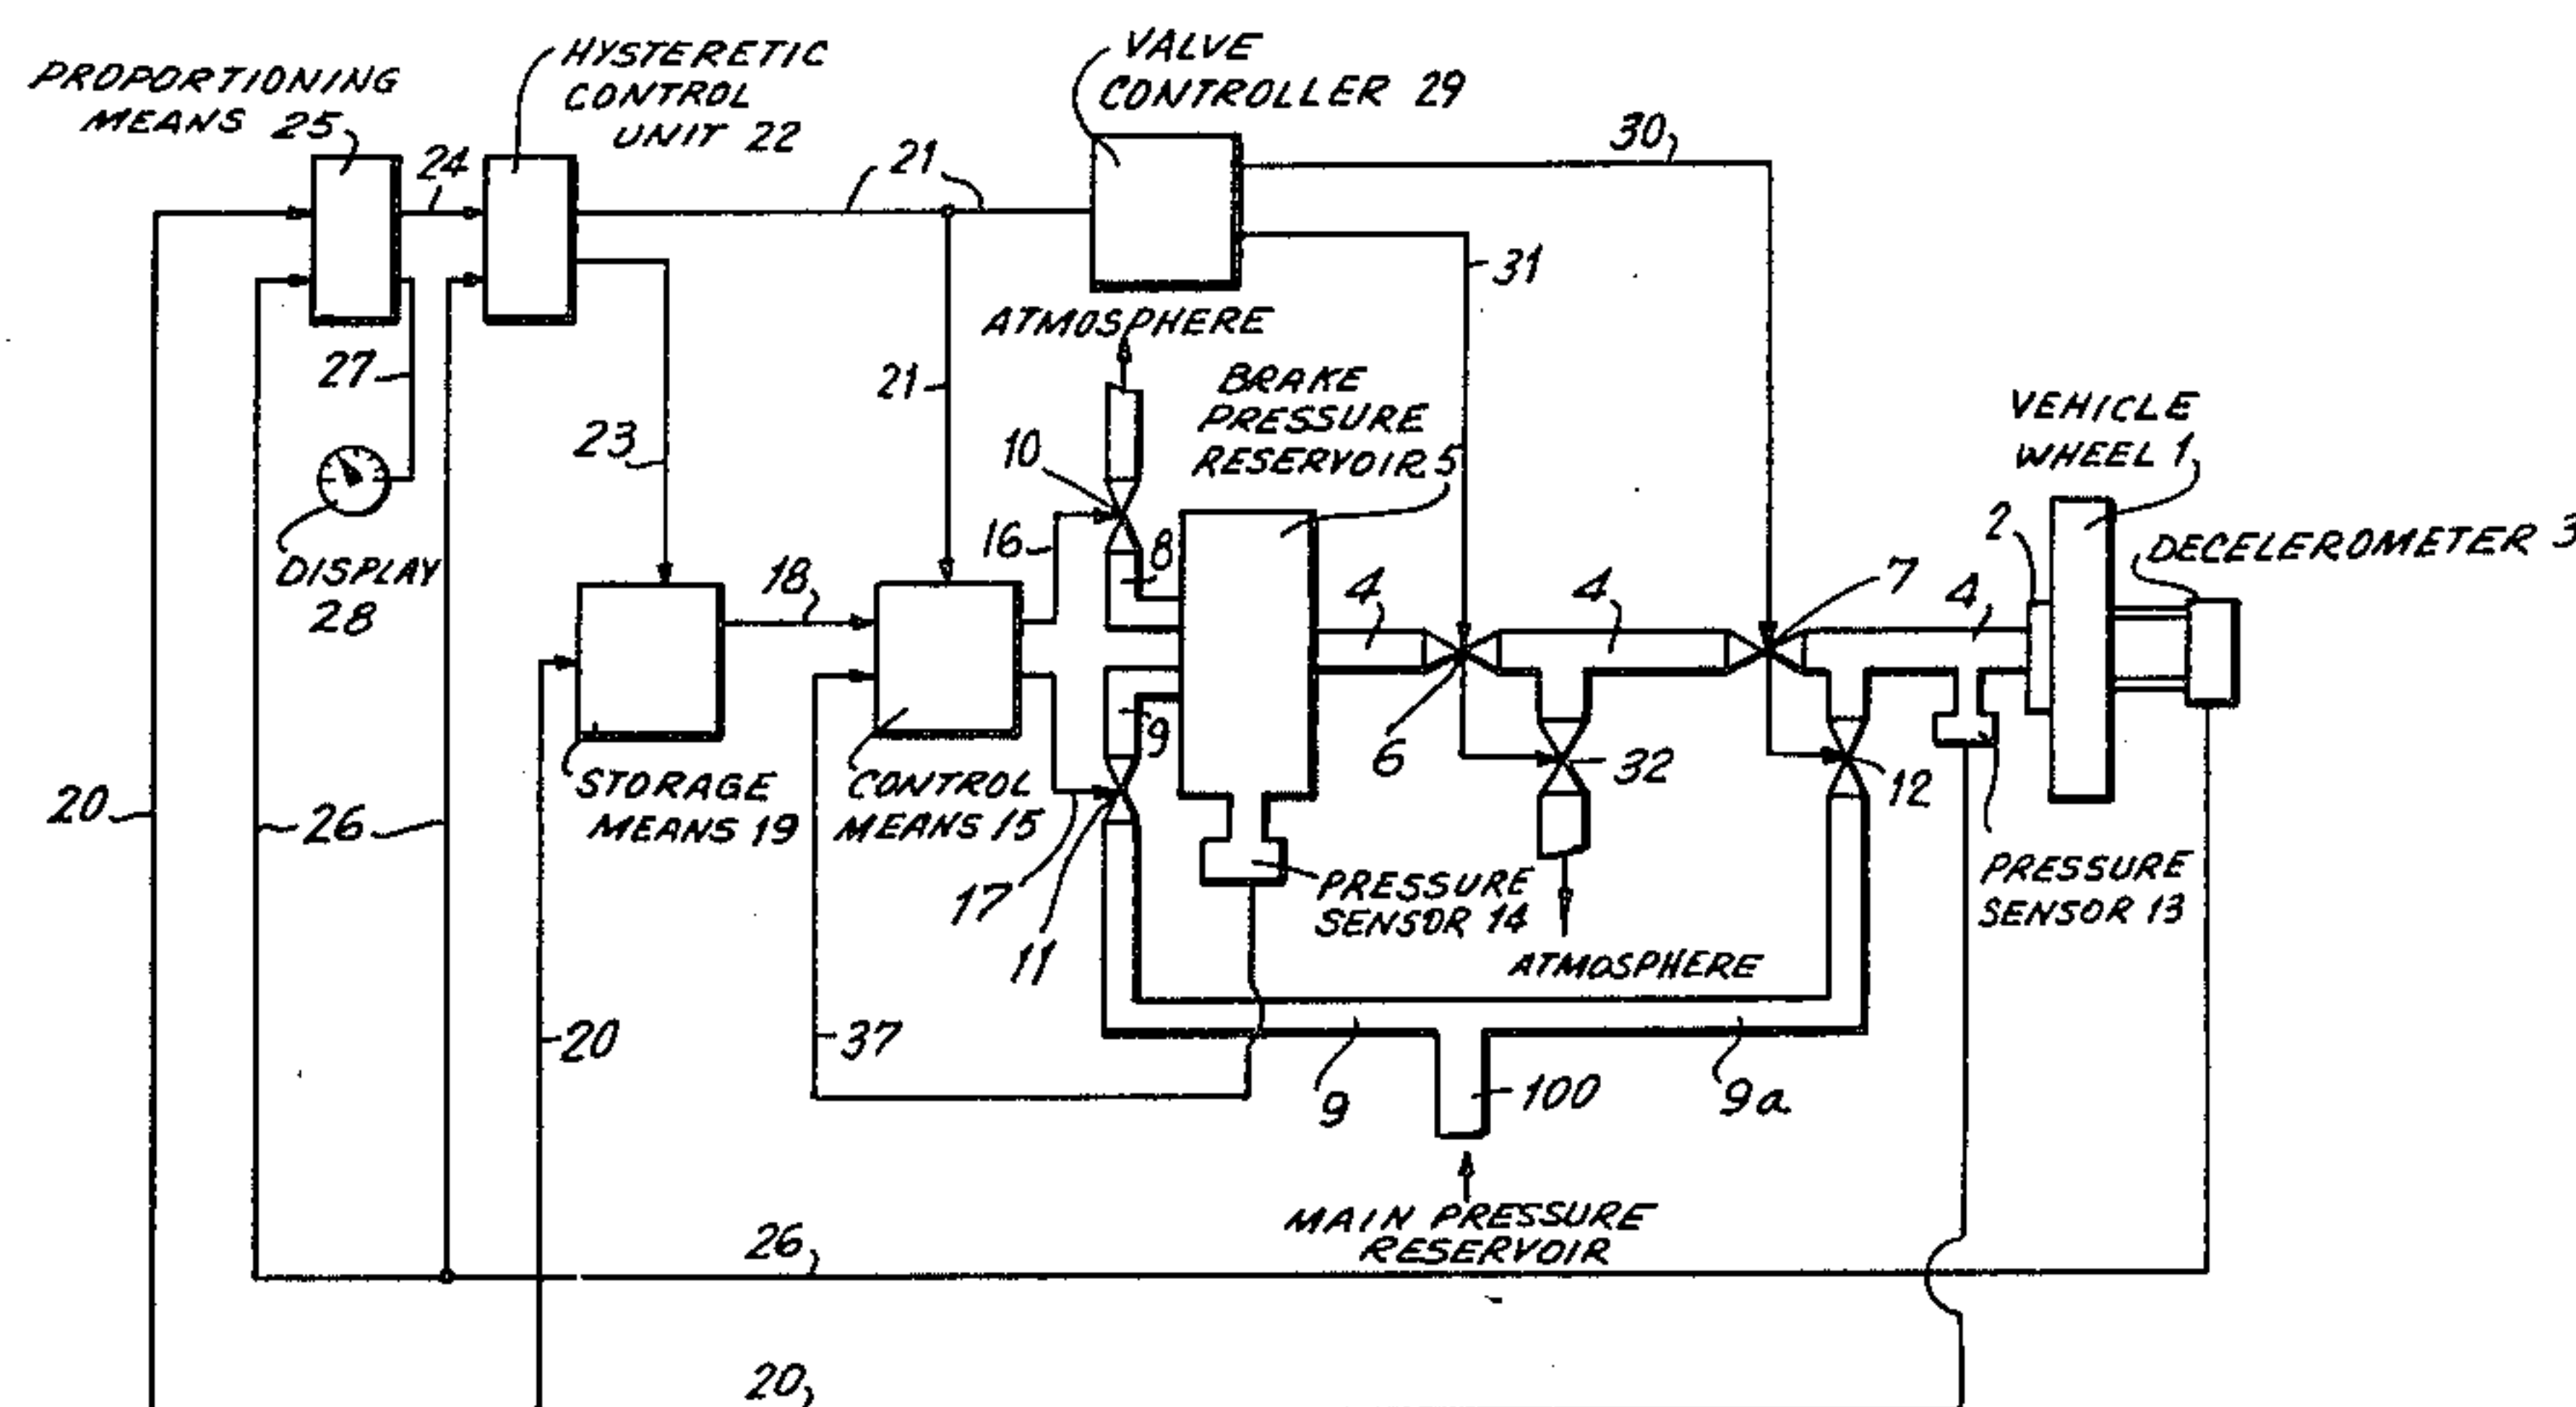 PROPORTIONING
MEANS 25
HYSTERETIC
CONTROL
UNIT 22
VALVE
CONTROLLER 29
24
21
30
31
ATMOSPHERE
27
23
21
10
BRAKE
PRESSURE
RESERVOIR 5
VEHICLE
WHEEL 1
2
DECELEROMETER 3
DISPLAY
28
18
16
8
4
4
7
4
9
6
32
12
STORAGE
MEANS 19
CONTROL
MEANS 15
20
26
17
11
PRESSURE
SENSOR 14
PRESSURE
SENSOR 13
ATMOSPHERE
20
37
9
100
9a
MAIN PRESSURE
RESERVOIR
26
20